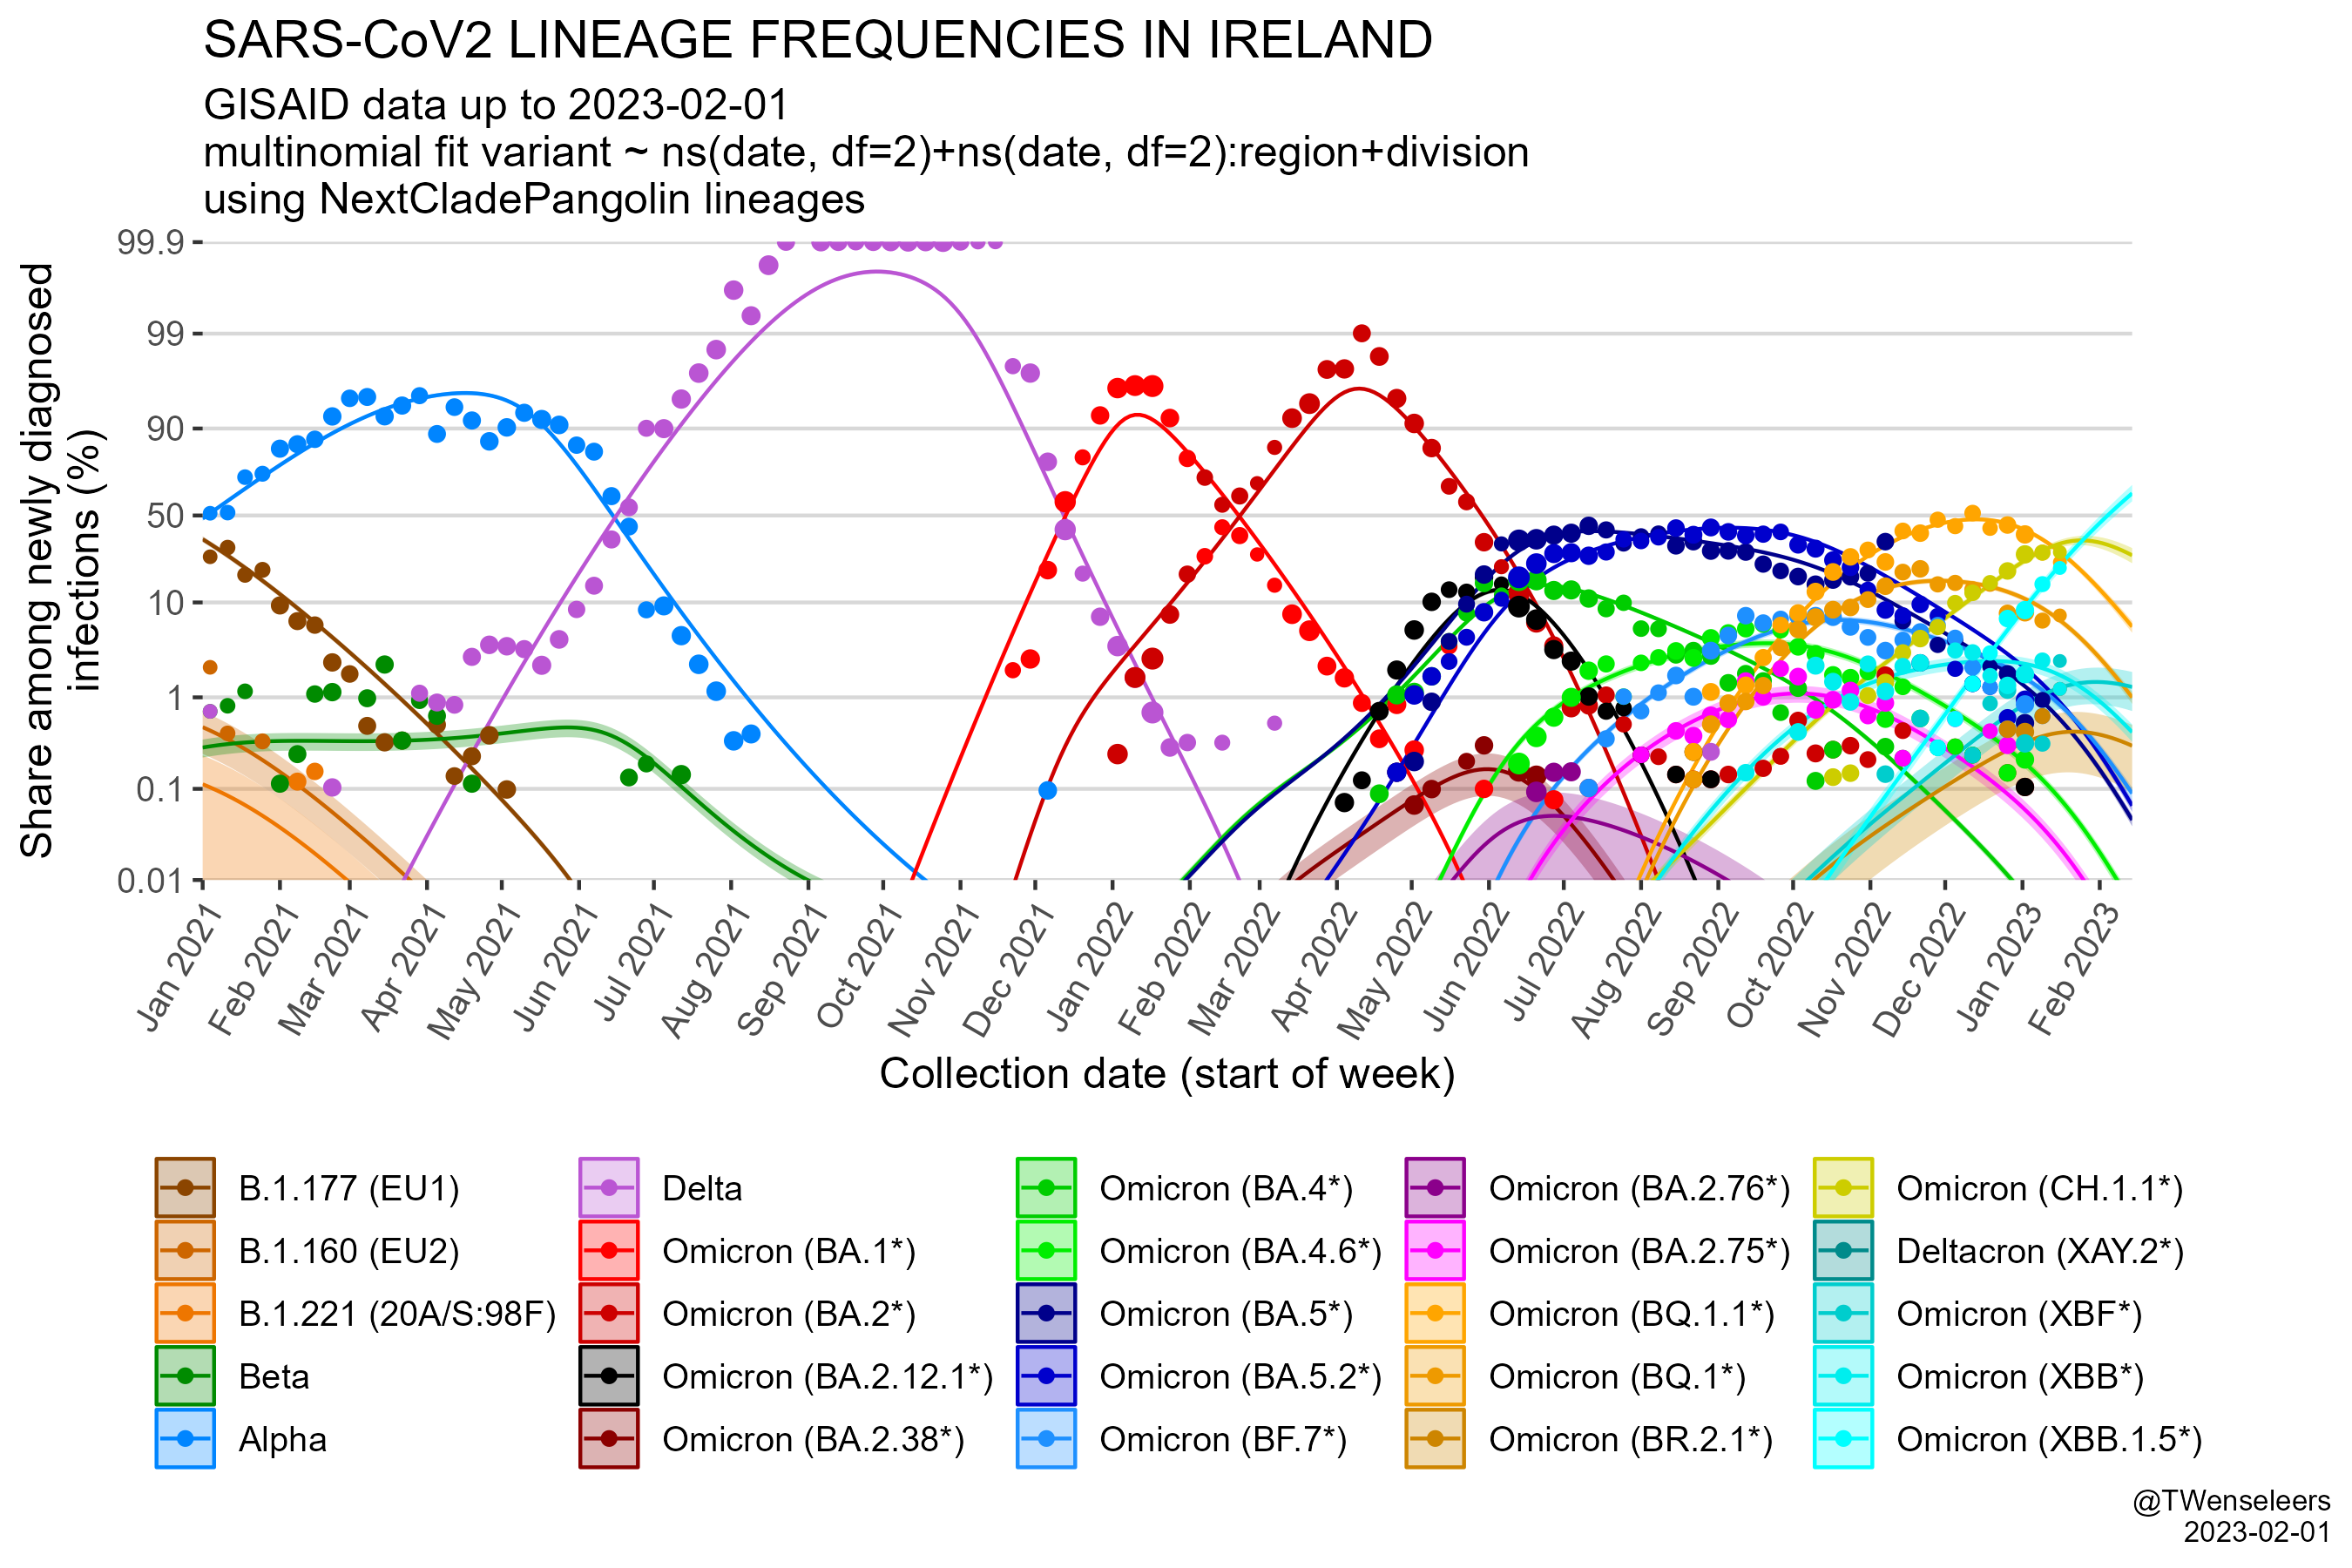 SARS-CoV2 LINEAGE FREQUENCIES IN IRELAND
GISAID data up to 2023-02-01
multinomial fit variant ~ ns(date, df=2)+ns(date, df=2):region+division
using NextCladePangolin lineages
Share among newly diagnosed
infections (%)
99.9
99
90
50
10
1
0.1
0.01
Jan 2021
Feb 2021
Mar 2021
Apr 2021
May 2021
Jun 2021
Jul 2021
Aug 2021
Sep 2021
Oct 2021
Nov 2021
Dec 2021
Jan 2022
Feb 2022
Mar 2022
Apr 2022
May 2022
Jun 2022
Jul 2022
Aug 2022
Sep 2022
Oct 2022
Nov 2022
Dec 2022
Jan 2023
Feb 2023
Collection date (start of week)
B.1.177 (EU1)
B.1.160 (EU2)
B.1.221 (20A/S:98F)
Beta
Alpha
Delta
Omicron (BA.1*)
Omicron (BA.2*)
Omicron (BA.2.12.1*)
Omicron (BA.2.38*)
Omicron (BA.4*)
Omicron (BA.4.6*)
Omicron (BA.5*)
Omicron (BA.5.2*)
Omicron (BF.7*)
Omicron (BA.2.76*)
Omicron (BA.2.75*)
Omicron (BQ.1.1*)
Omicron (BQ.1*)
Omicron (BR.2.1*)
Omicron (CH.1.1*)
Deltacron (XAY.2*)
Omicron (XBF*)
Omicron (XBB*)
Omicron (XBB.1.5*)
@TWenseleers
2023-02-01